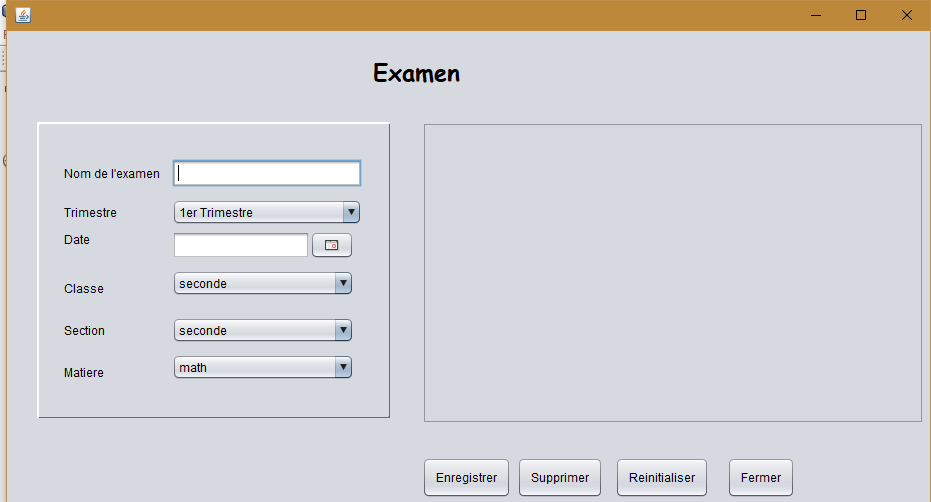 Examen
Nom de l'examen
Trimestre 1er Trimestre
Date
Classe seconde
Section seconde
Matiere math
Enregistrer Supprimer Reinitialiser Fermer